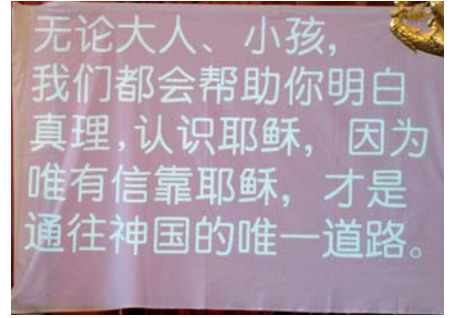 无论大人、小孩，
我们都会帮助你明白
真理，认识耶稣，因为
唯有信靠耶稣，才是
通往神国的唯一道路。